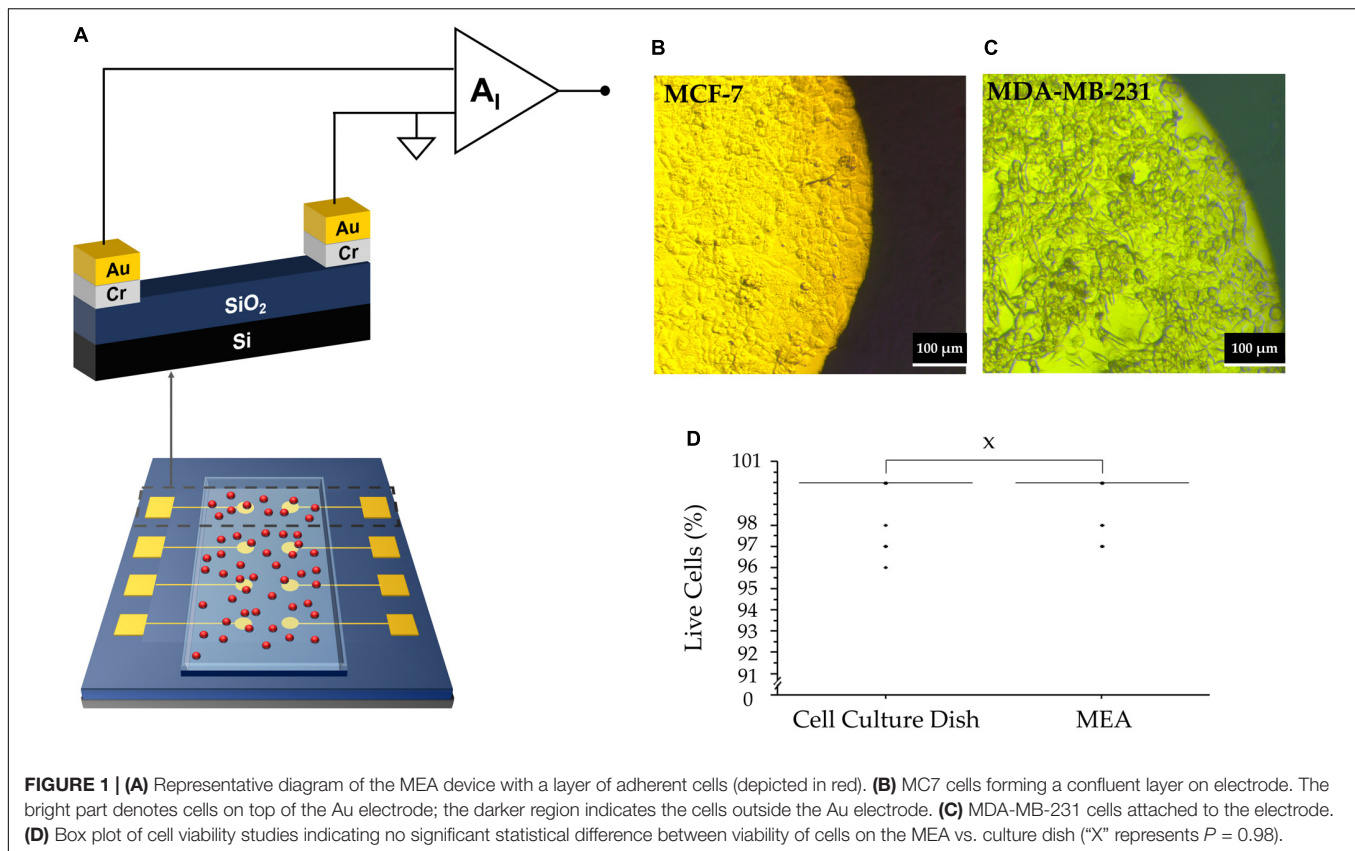 A
A_I
Au
Cr
Au
Cr
SiO₂
Si
B
MCF-7
100 µm
C
MDA-MB-231
100 µm
D
x
101
98
97
96
95
94
93
92
91
0
Live Cells (%)
Cell Culture Dish MEA
FIGURE 1 | (A) Representative diagram of the MEA device with a layer of adherent cells (depicted in red). (B) MC7 cells forming a confluent layer on electrode. The
bright part denotes cells on top of the Au electrode; the darker region indicates the cells outside the Au electrode. (C) MDA-MB-231 cells attached to the electrode.
(D) Box plot of cell viability studies indicating no significant statistical difference between viability of cells on the MEA vs. culture dish (“X” represents P = 0.98).